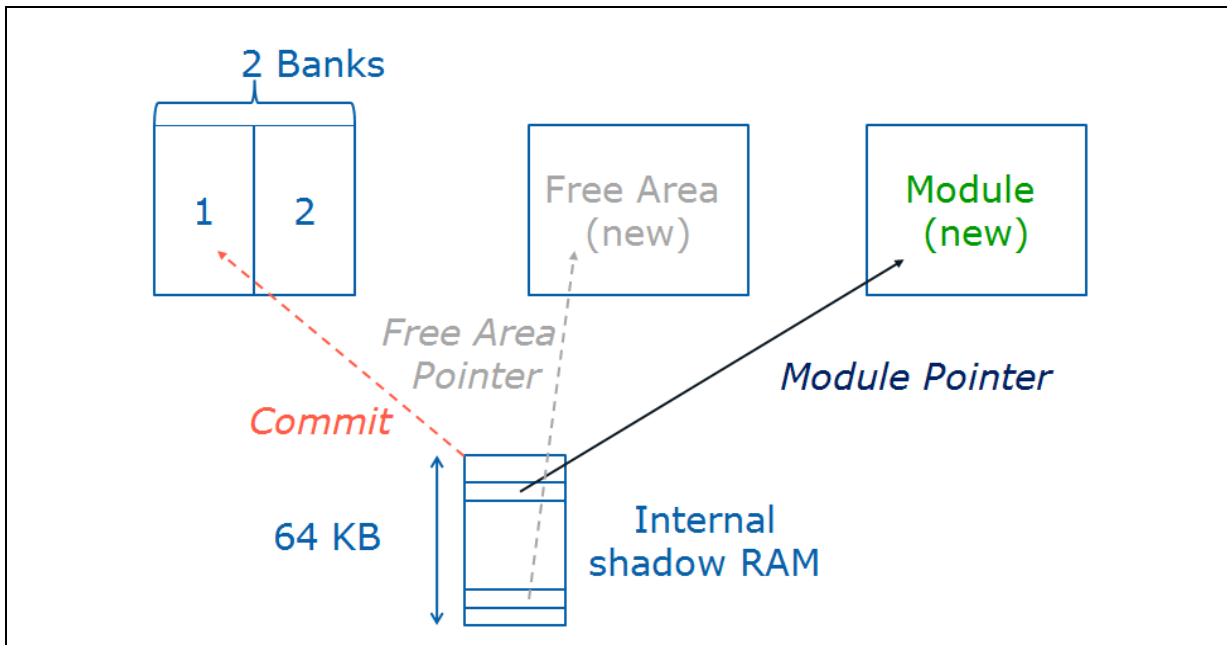 2 Banks
1
2
Free Area
(new)
Module
(new)
Free Area
Pointer
Module Pointer
Commit
64 KB
Internal
shadow RAM